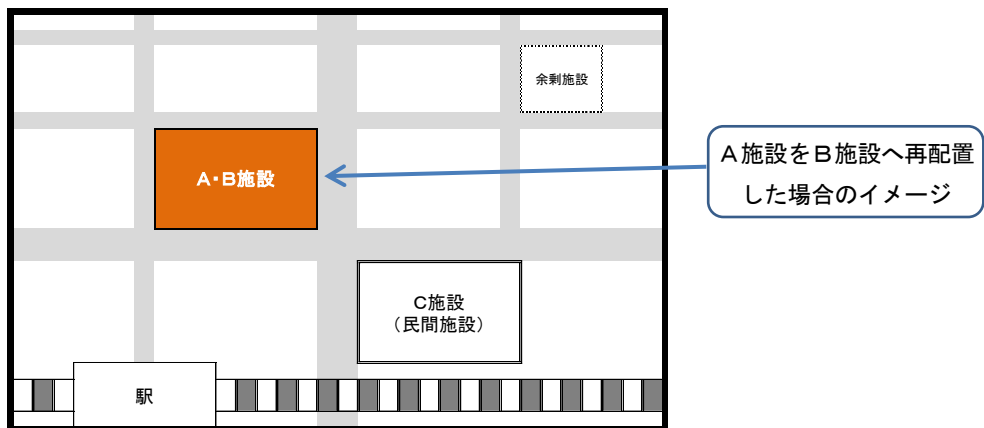 余剰施設
A・B施設
A施設をB施設へ再配置
した場合のイメージ
C施設
（民間施設）
駅